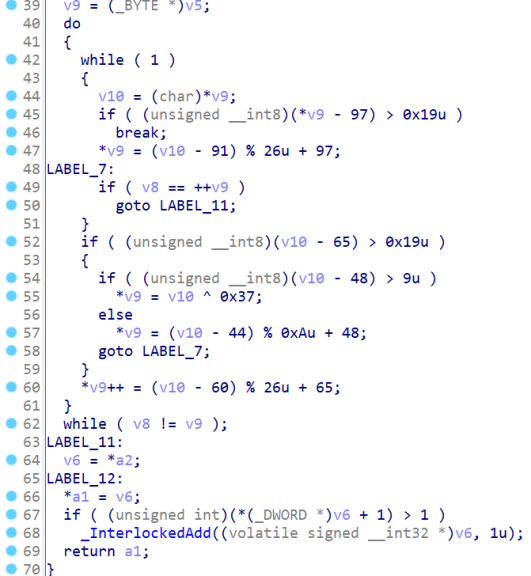 39 v9 = (_BYTE *)v5;
40 do
41 {
42 while ( 1 )
43 {
44 v10 = (char)*v9;
45 if ( (unsigned __int8)(*v9 - 97) > 0x19u )
46 break;
47 *v9 = (v10 - 91) % 26u + 97;
48 LABEL_7:
49 if ( v8 == ++v9 )
50 goto LABEL_11;
51 }
52 if ( (unsigned __int8)(v10 - 65) > 0x19u )
53 {
54 if ( (unsigned __int8)(v10 - 48) > 9u )
55 *v9 = v10 ^ 0x37;
56 else
57 *v9 = (v10 - 44) % 0xAu + 48;
58 goto LABEL_7;
59 }
60 *v9++ = (v10 - 60) % 26u + 65;
61 }
62 while ( v8 != v9 );
63 LABEL_11:
64 v6 = *a2;
65 LABEL_12:
66 *a1 = v6;
67 if ( (unsigned int)(*(_DWORD *)v6 + 1) > 1 )
68 _InterlockedAdd((volatile signed __int32 *)v6, 1u);
69 return a1;
70 }